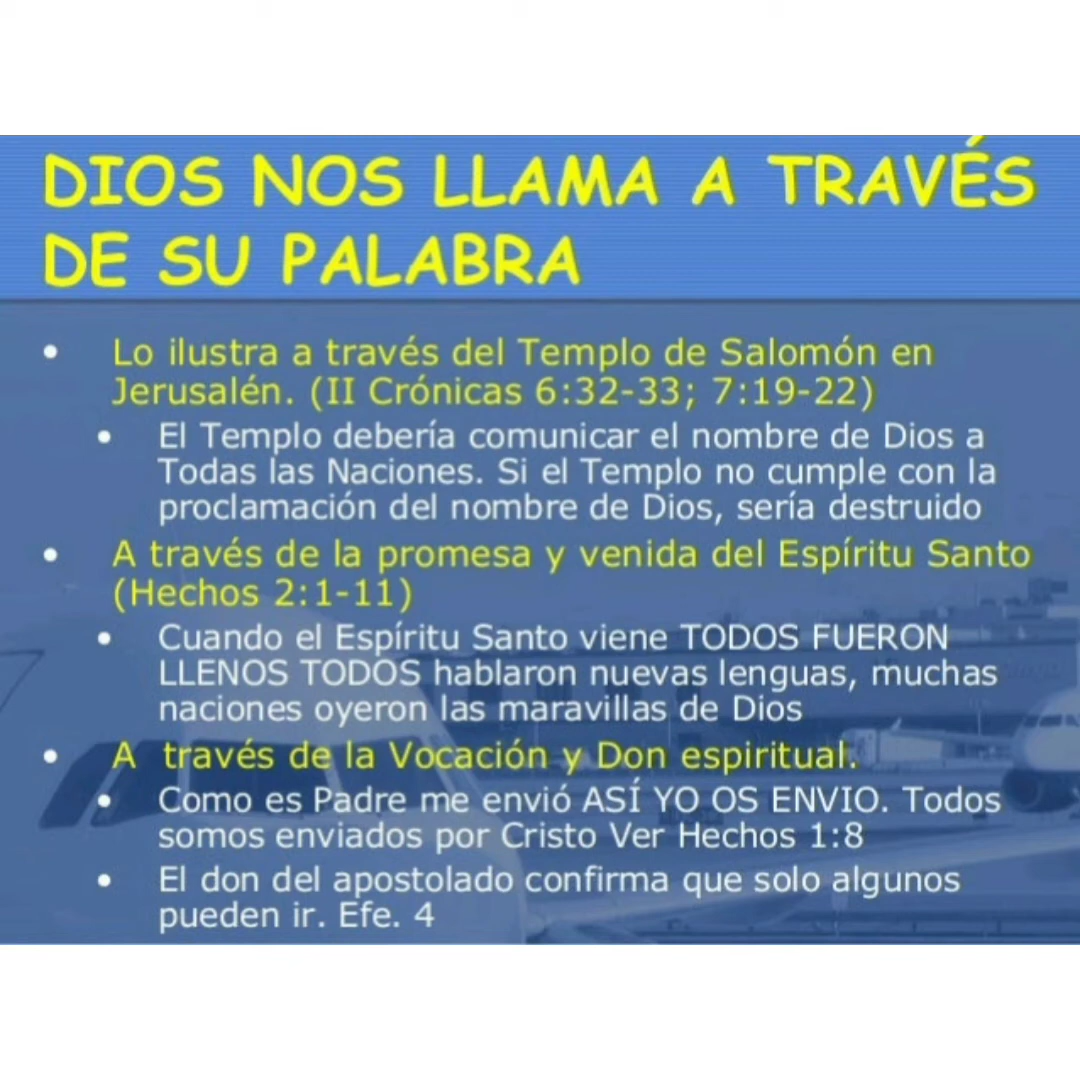 DIOS NOS LLAMA A TRAVÉS
DE SU PALABRA
• Lo ilustra a través del Templo de Salomón en
Jerusalén. (II Crónicas 6:32-33; 7:19-22)
• El Templo debería comunicar el nombre de Dios a
Todas las Naciones. Si el Templo no cumple con la
proclamación del nombre de Dios, sería destruido
• A través de la promesa y venida del Espíritu Santo
(Hechos 2:1-11)
• Cuando el Espíritu Santo viene TODOS FUERON
LLENOS TODOS hablaron nuevas lenguas, muchas
naciones oyeron las maravillas de Dios
• A través de la Vocación y Don espiritual.
• Como es Padre me envió ASÍ YO OS ENVIO. Todos
somos enviados por Cristo Ver Hechos 1:8
• El don del apostolado confirma que solo algunos
pueden ir. Efe. 4